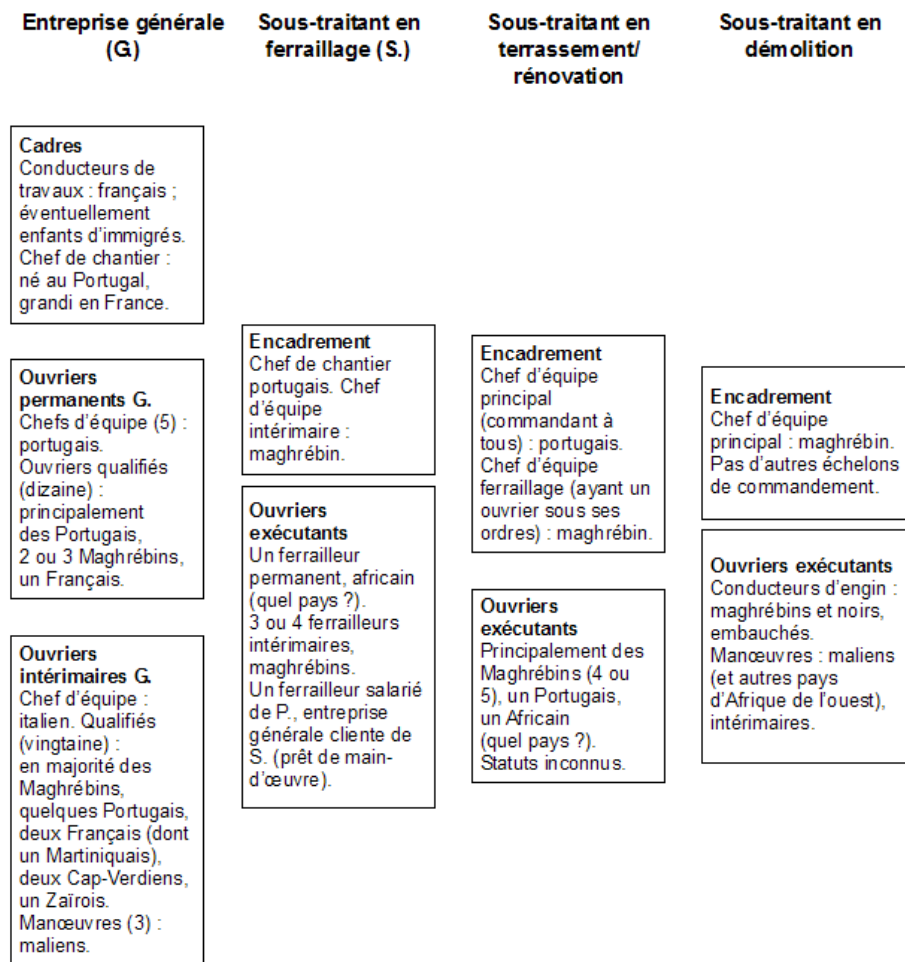 Entreprise générale
(G.)
Sous-traitant en
ferraillage (S.)
Sous-traitant en
terrassement/
rénovation
Sous-traitant en
démolition
Cadres
Conducteurs de
travaux : français ;
éventuellement
enfants d'immigrés.
Chef de chantier :
né au Portugal,
grandi en France.
Ouvriers
permanents G.
Chefs d'équipe (5) :
portugais.
Ouvriers qualifiés
(dizaine) :
principalement
des Portugais,
2 ou 3 Maghrébins,
un Français.
Ouvriers
intérimaires G.
Chef d'équipe :
italien. Qualifiés
(vingtaine) :
en majorité des
Maghrébins,
quelques Portugais,
deux Français (dont
un Martiniquais),
deux Cap-Verdiens,
un Zaïrois.
Manœuvres (3) :
maliens.
Encadrement
Chef de chantier
portugais. Chef
d'équipe
intérimaire :
maghrébin.
Ouvriers
exécutants
Un ferrailleur
permanent, africain
(quel pays ?).
3 ou 4 ferrailleurs
intérimaires,
maghrébins.
Un ferrailleur salarié
de P., entreprise
générale cliente de
S. (prêt de main-
d'œuvre).
Encadrement
Chef d'équipe
principal
(commandant à
tous) : portugais.
Chef d'équipe
ferraillage (ayant un
ouvrier sous ses
ordres) : maghrébin.
Ouvriers
exécutants
Principalement des
Maghrébins (4 ou
5), un Portugais,
un Africain
(quel pays ?).
Statuts inconnus.
Encadrement
Chef d'équipe
principal : maghrébin.
Pas d'autres échelons
de commandement.
Ouvriers exécutants
Conducteurs d'engin :
maghrébins et noirs,
embauchés.
Manœuvres : maliens
(et autres pays
d'Afrique de l'ouest),
intérimaires.